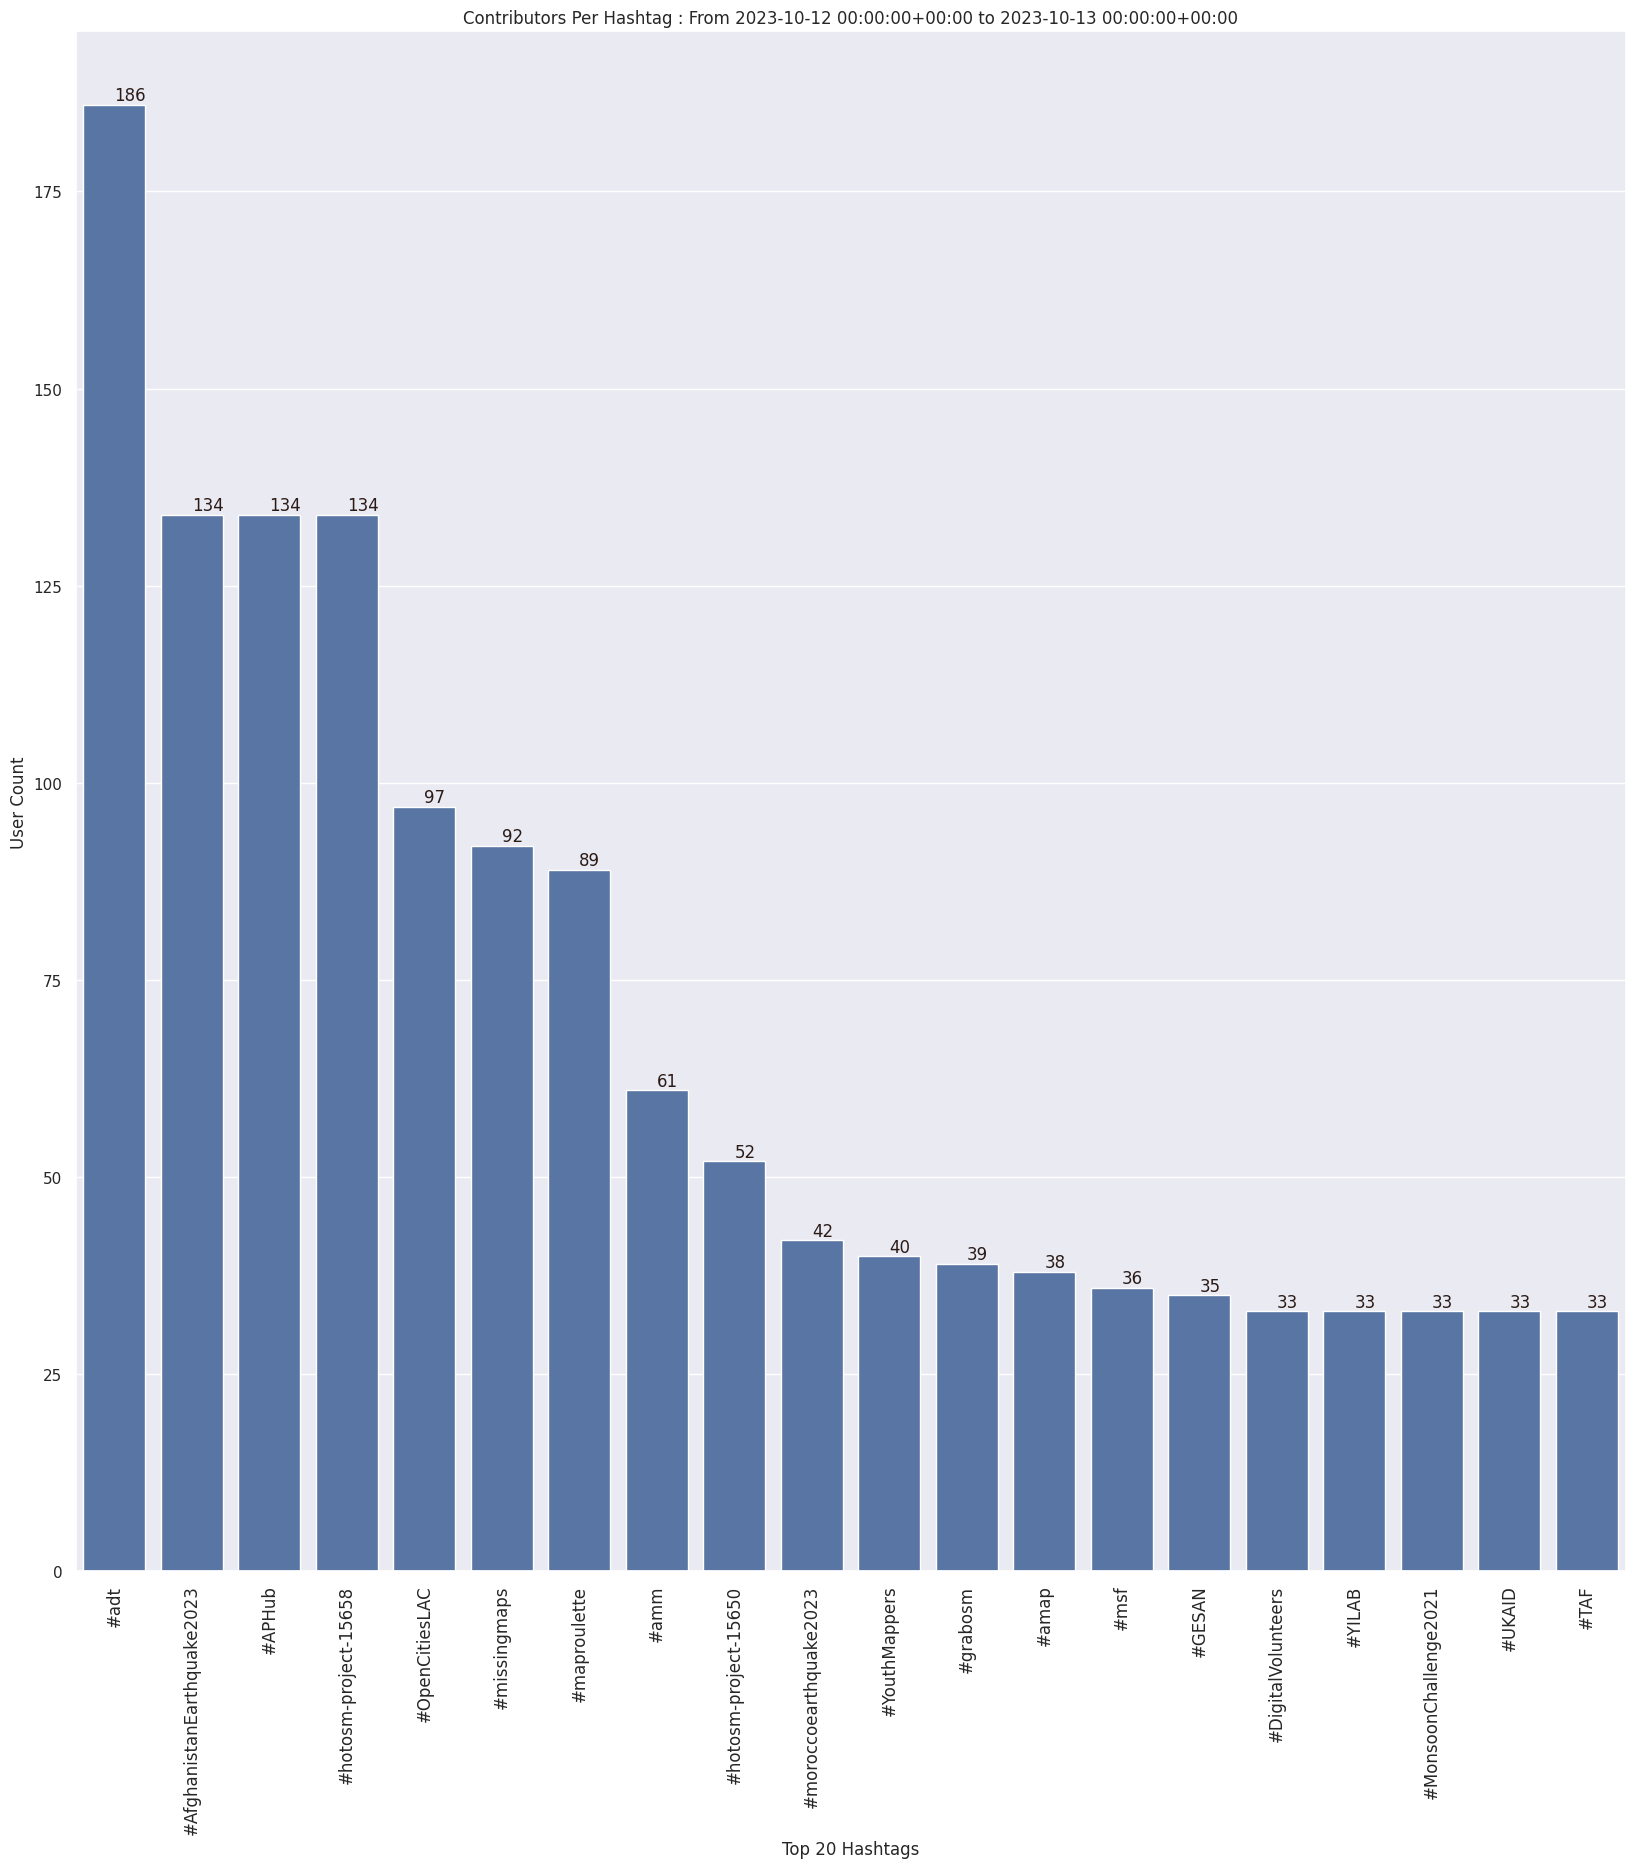 Contributors Per Hashtag : From 2023-10-12 00:00:00+00:00 to 2023-10-13 00:00:00+00:00
User Count
175
150
125
100
75
50
25
0
186
134
134
134
97
92
89
61
52
42
40
39
38
36
35
33
33
33
33
33
#adt
#AfghanistanEarthquake2023
#APHub
#hotosm-project-15658
#OpenCitiesLAC
#missingmaps
#maproulette
#amm
#hotosm-project-15650
#moroccoearthquake2023
#YouthMappers
#grabosm
#amap
#msf
#GESAN
#DigitalVolunteers
#YILAB
#MonsoonChallenge2021
#UKAID
#TAF
Top 20 Hashtags